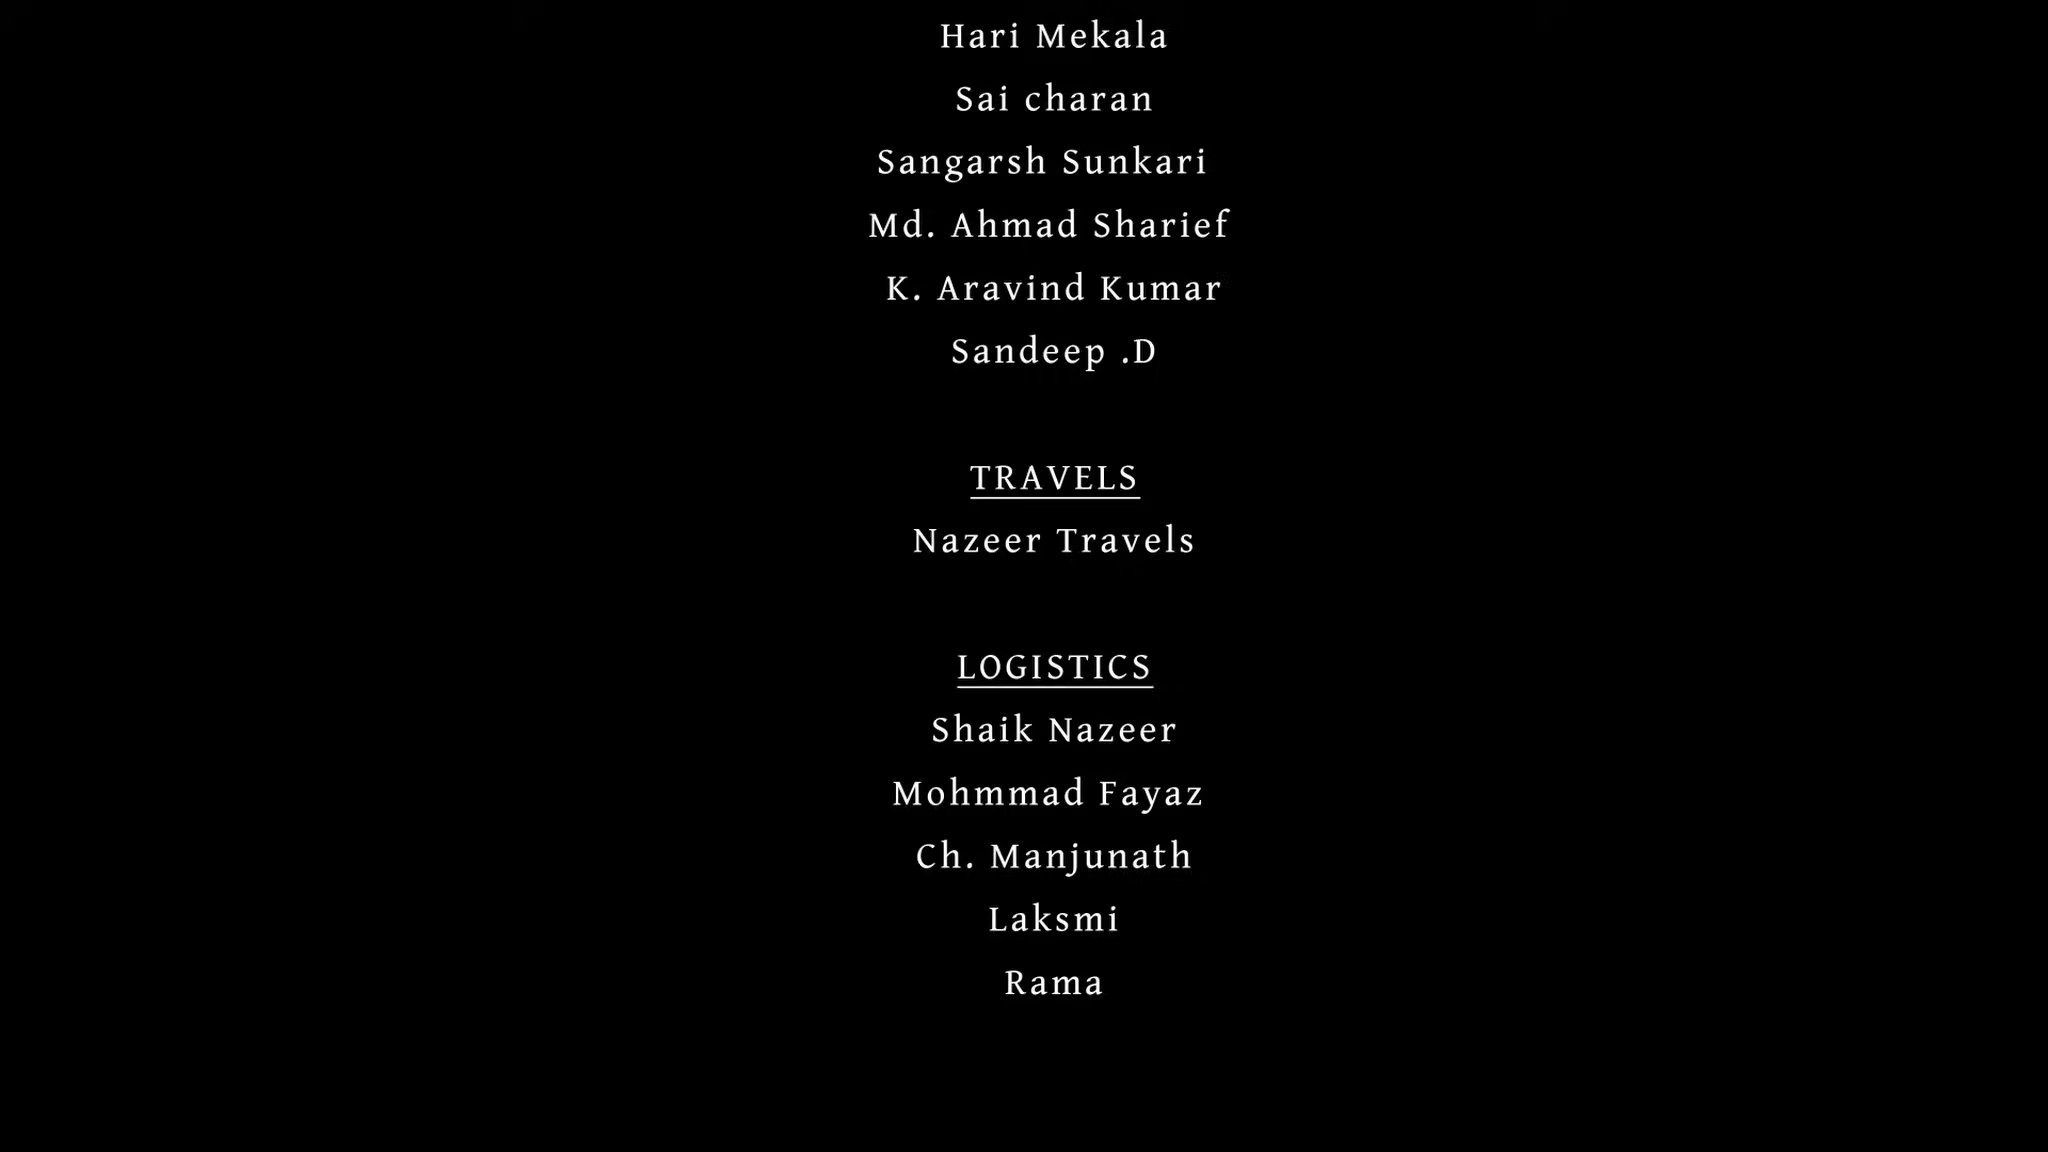 Hari Mekala
Sai charan
Sangarsh Sunkari
Md. Ahmad Sharief
K. Aravind Kumar
Sandeep .D
TRAVELS
Nazeer Travels
LOGISTICS
Shaik Nazeer
Mohmmad Fayaz
Ch. Manjunath
Laksmi
Rama